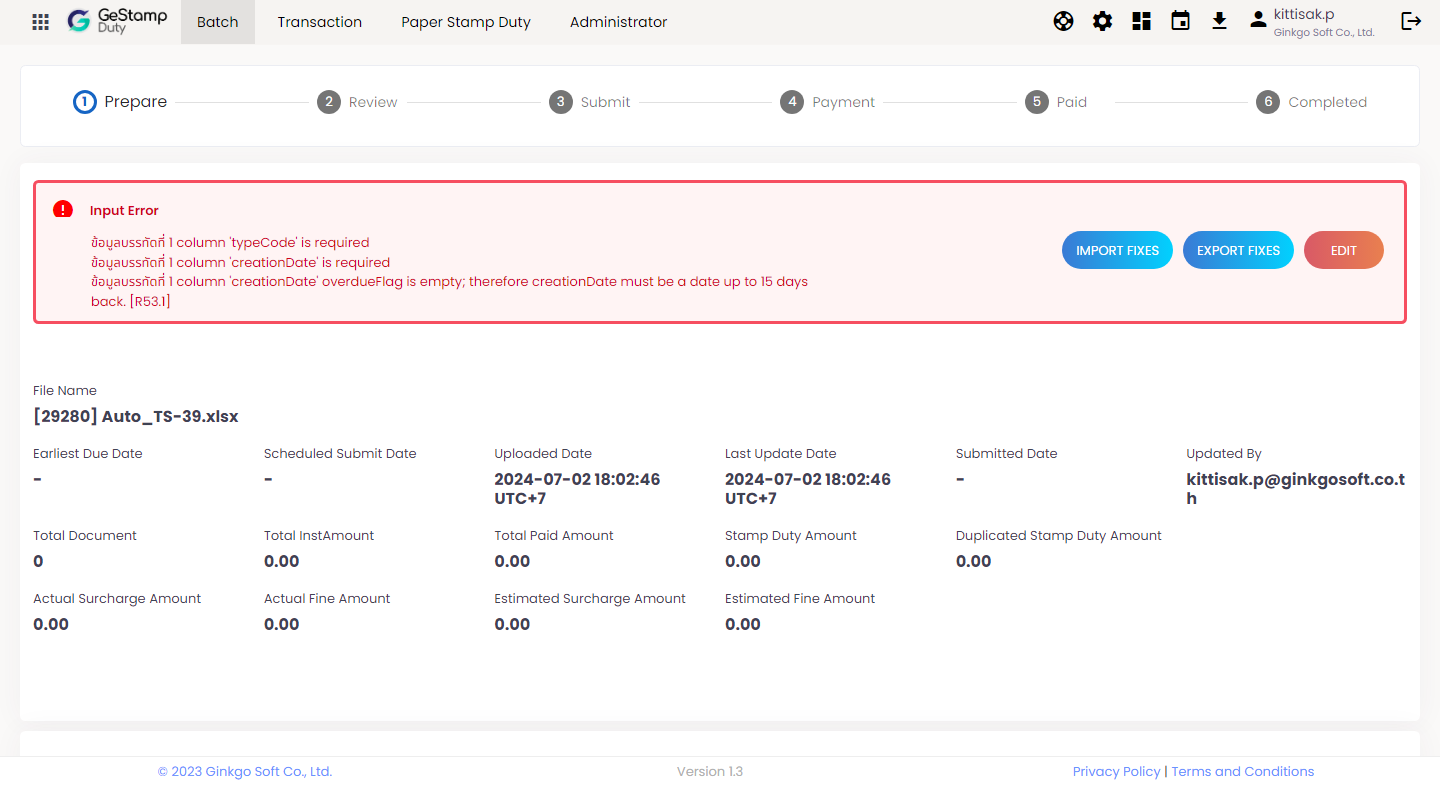 GeStamp
Duty
Batch
Transaction
Paper Stamp Duty
Administrator
kittisak.p
Ginkgo Soft Co., Ltd.
1 Prepare
2 Review
3 Submit
4 Payment
5 Paid
6 Completed
Input Error
ข้อมูลบรรทัดที่ 1 column 'typeCode' is required
ข้อมูลบรรทัดที่ 1 column 'creationDate' is required
ข้อมูลบรรทัดที่ 1 column 'creationDate' overdueFlag is empty; therefore creationDate must be a date up to 15 days
back. [R53.1]
IMPORT FIXES
EXPORT FIXES
EDIT
File Name
[29280] Auto_TS-39.xlsx
Earliest Due Date
-
Scheduled Submit Date
-
Uploaded Date
2024-07-02 18:02:46
UTC+7
Last Update Date
2024-07-02 18:02:46
UTC+7
Submitted Date
-
Updated By
kittisak.p@ginkgosoft.co.t
h
Total Document
0
Total InstAmount
0.00
Total Paid Amount
0.00
Stamp Duty Amount
0.00
Duplicated Stamp Duty Amount
0.00
Actual Surcharge Amount
0.00
Actual Fine Amount
0.00
Estimated Surcharge Amount
0.00
Estimated Fine Amount
0.00
© 2023 Ginkgo Soft Co., Ltd.
Version 1.3
Privacy Policy | Terms and Conditions